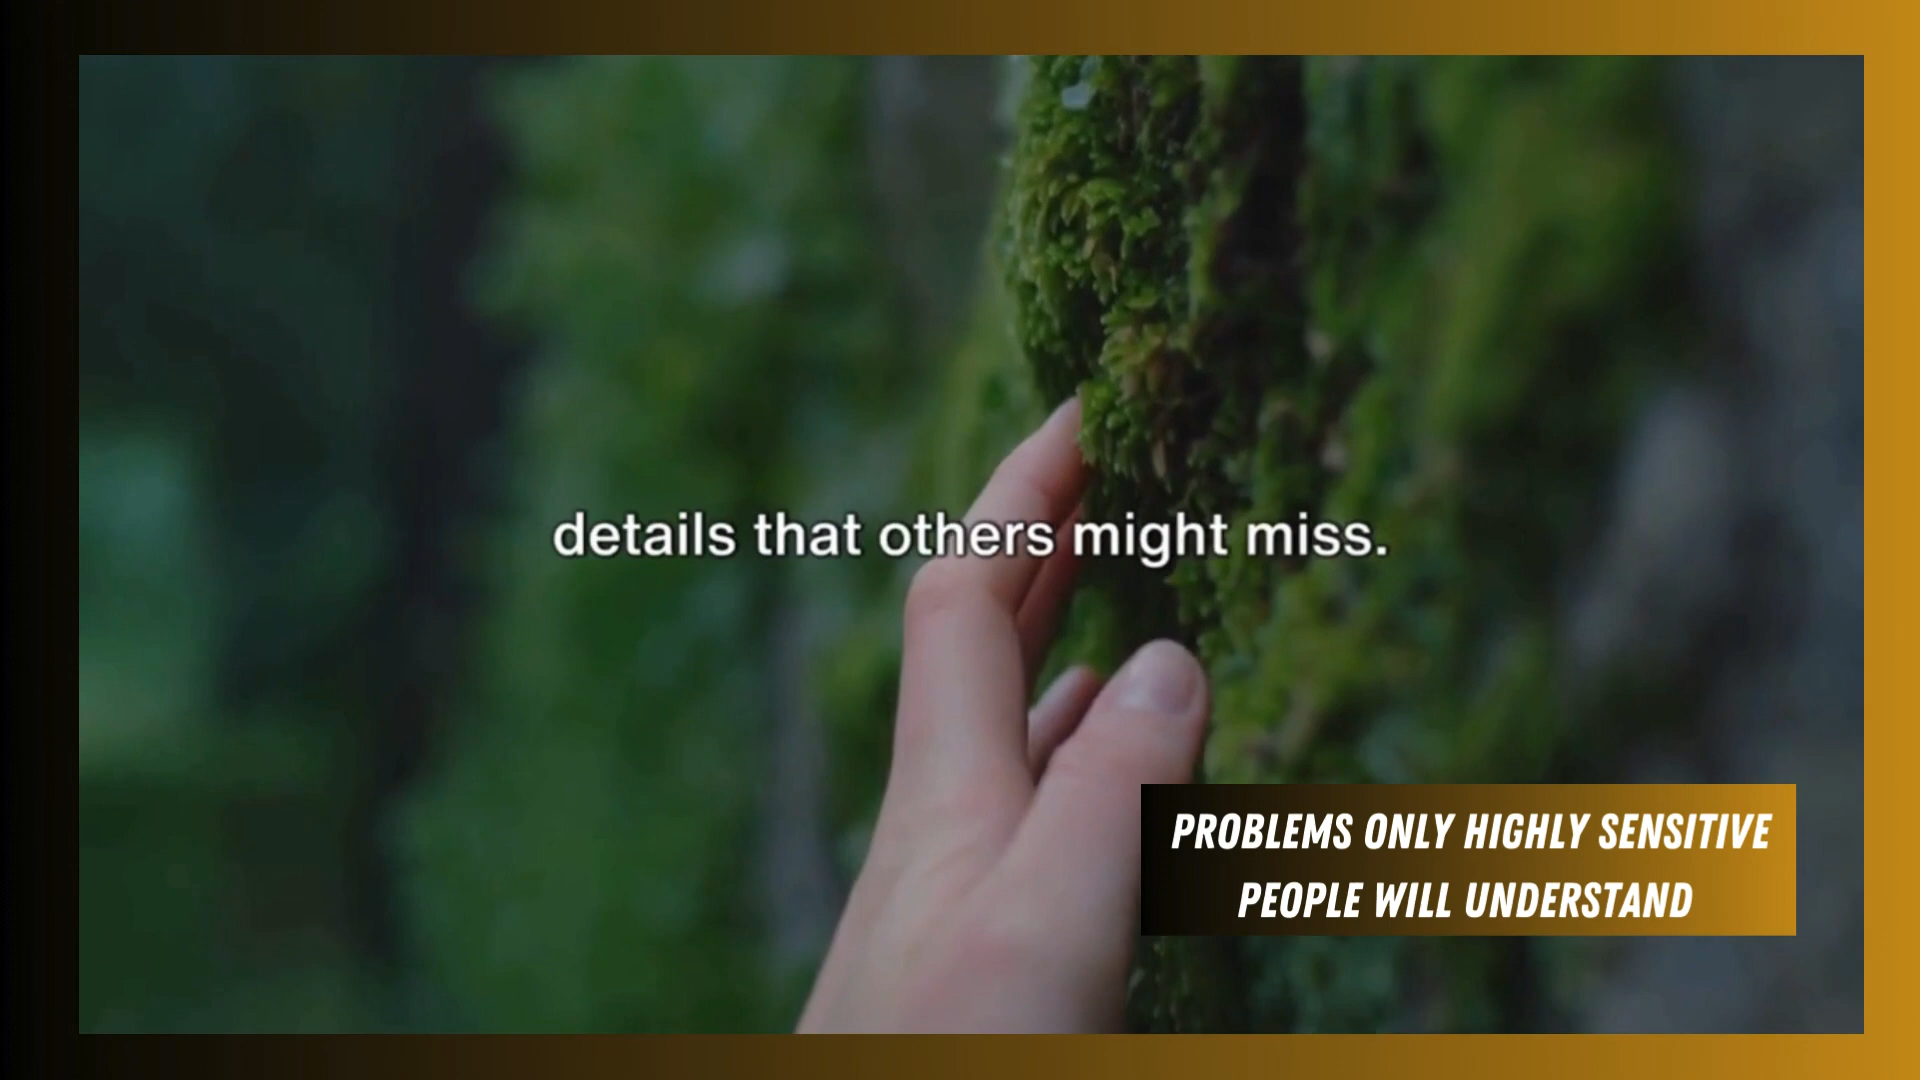 details that others might miss.
PROBLEMS ONLY HIGHLY SENSITIVE
PEOPLE WILL UNDERSTAND